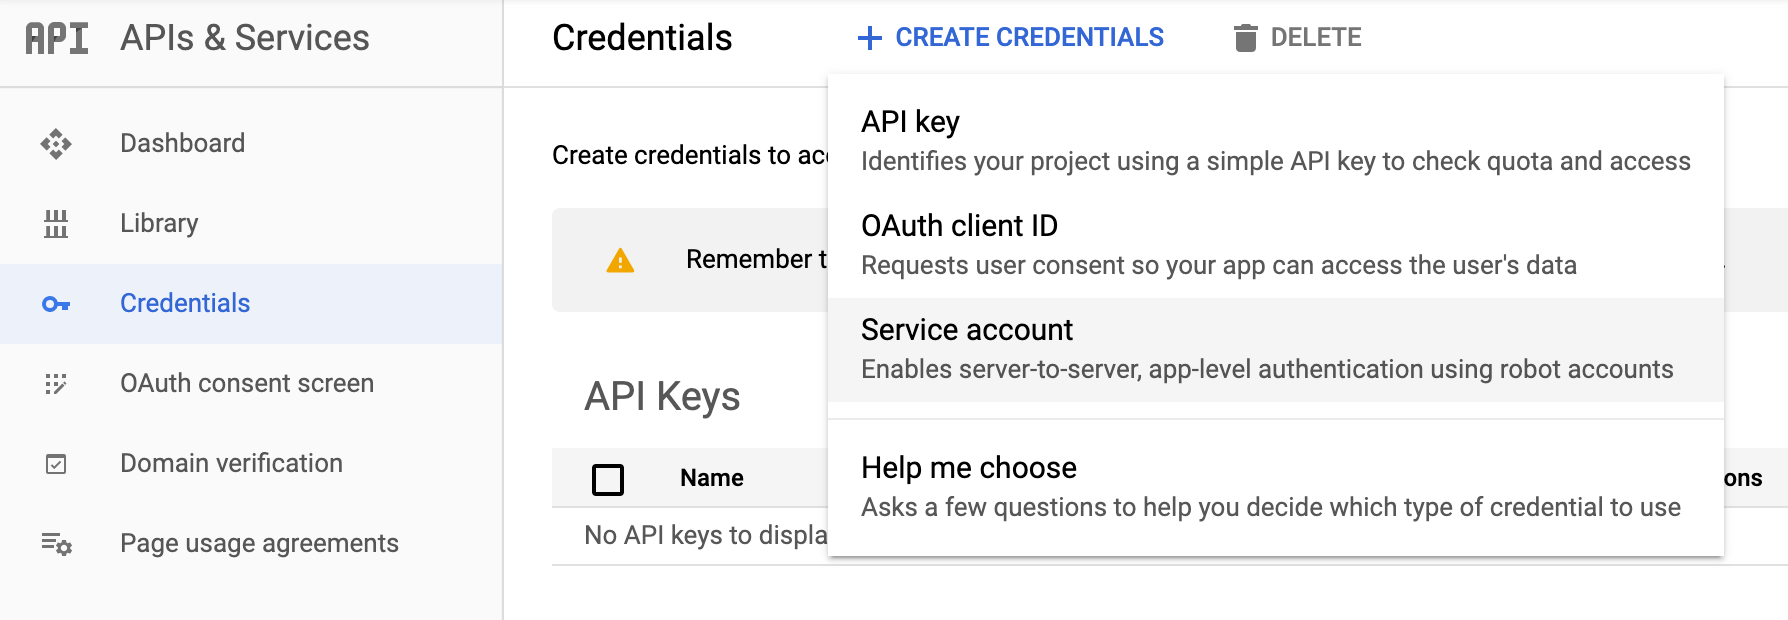 API APIs & Services
Credentials
CREATE CREDENTIALS
DELETE
Dashboard
Library
Credentials
OAuth consent screen
Domain verification
Page usage agreements
Create credentials to
Remember
API Keys
Name
No API keys to
API key
Identifies your project using a simple API key to check quota and access
OAuth client ID
Requests user consent so your app can access the user's data
Service account
Enables server-to-server, app-level authentication using robot accounts
Help me choose
Asks a few questions to help you decide which type of credential to use